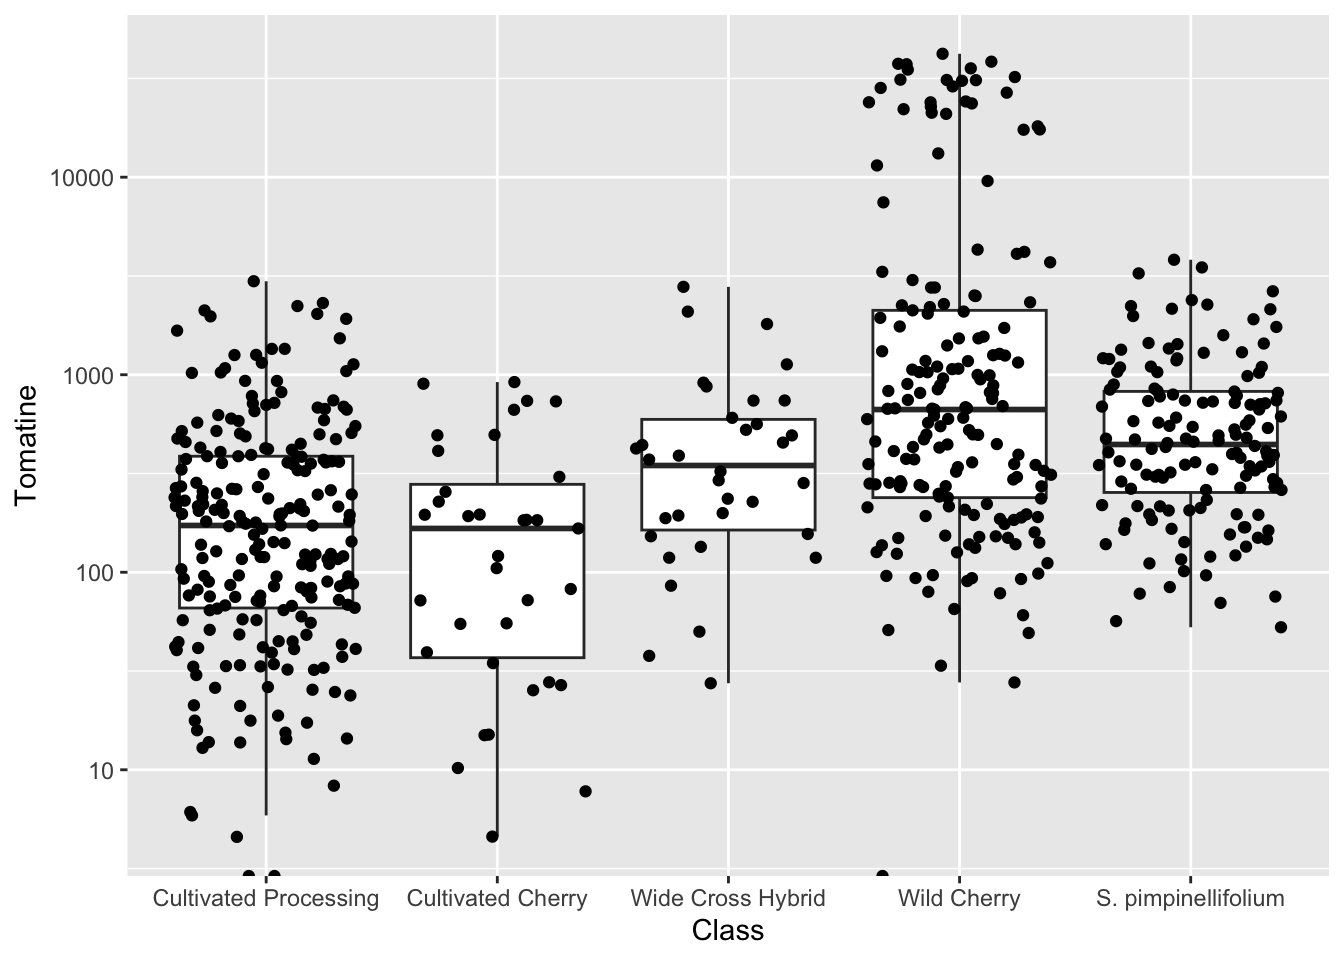 Tomatine
10000
1000
100
10
Cultivated Processing
Cultivated Cherry
Wide Cross Hybrid
Wild Cherry
S. pimpinellifolium
Class